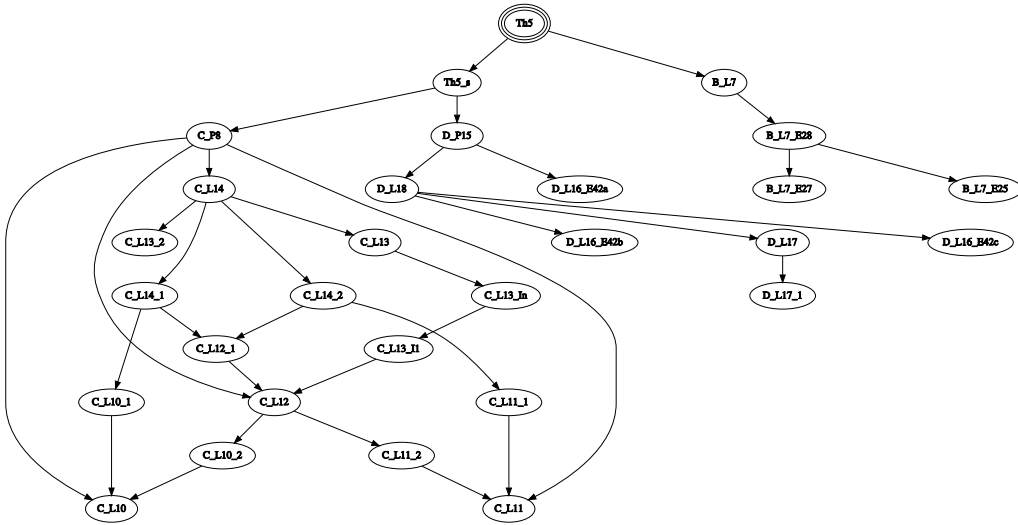 Th5
Th5_s
B_L7
C_P8
D_P15
B_L7_E28
C_L14
D_L18
D_L16_E42a
B_L7_E27
B_L7_E25
C_L13_2
C_L13
D_L16_E42b
D_L17
D_L16_E42c
C_L14_1
C_L14_2
C_L13_In
D_L17_1
C_L12_1
C_L13_I1
C_L10_1
C_L12
C_L11_1
C_L10_2
C_L11_2
C_L10
C_L11